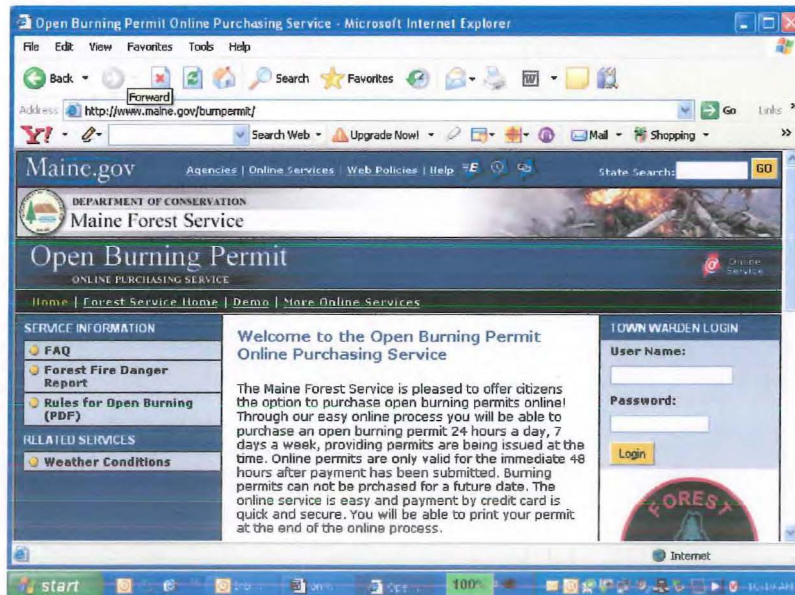 Open Burning Permit Online Purchasing Service - Microsoft Internet Explorer
File Edit View Favorites Tools Help
Back Search Favorites
Forward
Address http://www.maine.gov/burnpermit/ Go Links »
Y! Search Web Upgrade Now! Mail Shopping »
Maine.gov Agencies | Online Services | Web Policies | Help State Search: GO
DEPARTMENT OF CONSERVATION
Maine Forest Service
Open Burning Permit
ONLINE PURCHASING SERVICE
Online
Service
Home | Forest Service Home | Demo | More Online Services
SERVICE INFORMATION
FAQ
Forest Fire Danger
Report
Rules for Open Burning
(PDF)
RELATED SERVICES
Weather Conditions
Welcome to the Open Burning Permit
Online Purchasing Service
The Maine Forest Service is pleased to offer citizens
the option to purchase open burning permits online!
Through our easy online process you will be able to
purchase an open burning permit 24 hours a day, 7
days a week, providing permits are being issued at the
time. Online permits are only valid for the immediate 48
hours after payment has been submitted. Burning
permits can not be prchased for a future date. The
online service is easy and payment by credit card is
quick and secure. You will be able to print your permit
at the end of the online process.
TOWN WARDEN LOGIN
User Name:
Password:
Login
FOREST
Internet
start 100%